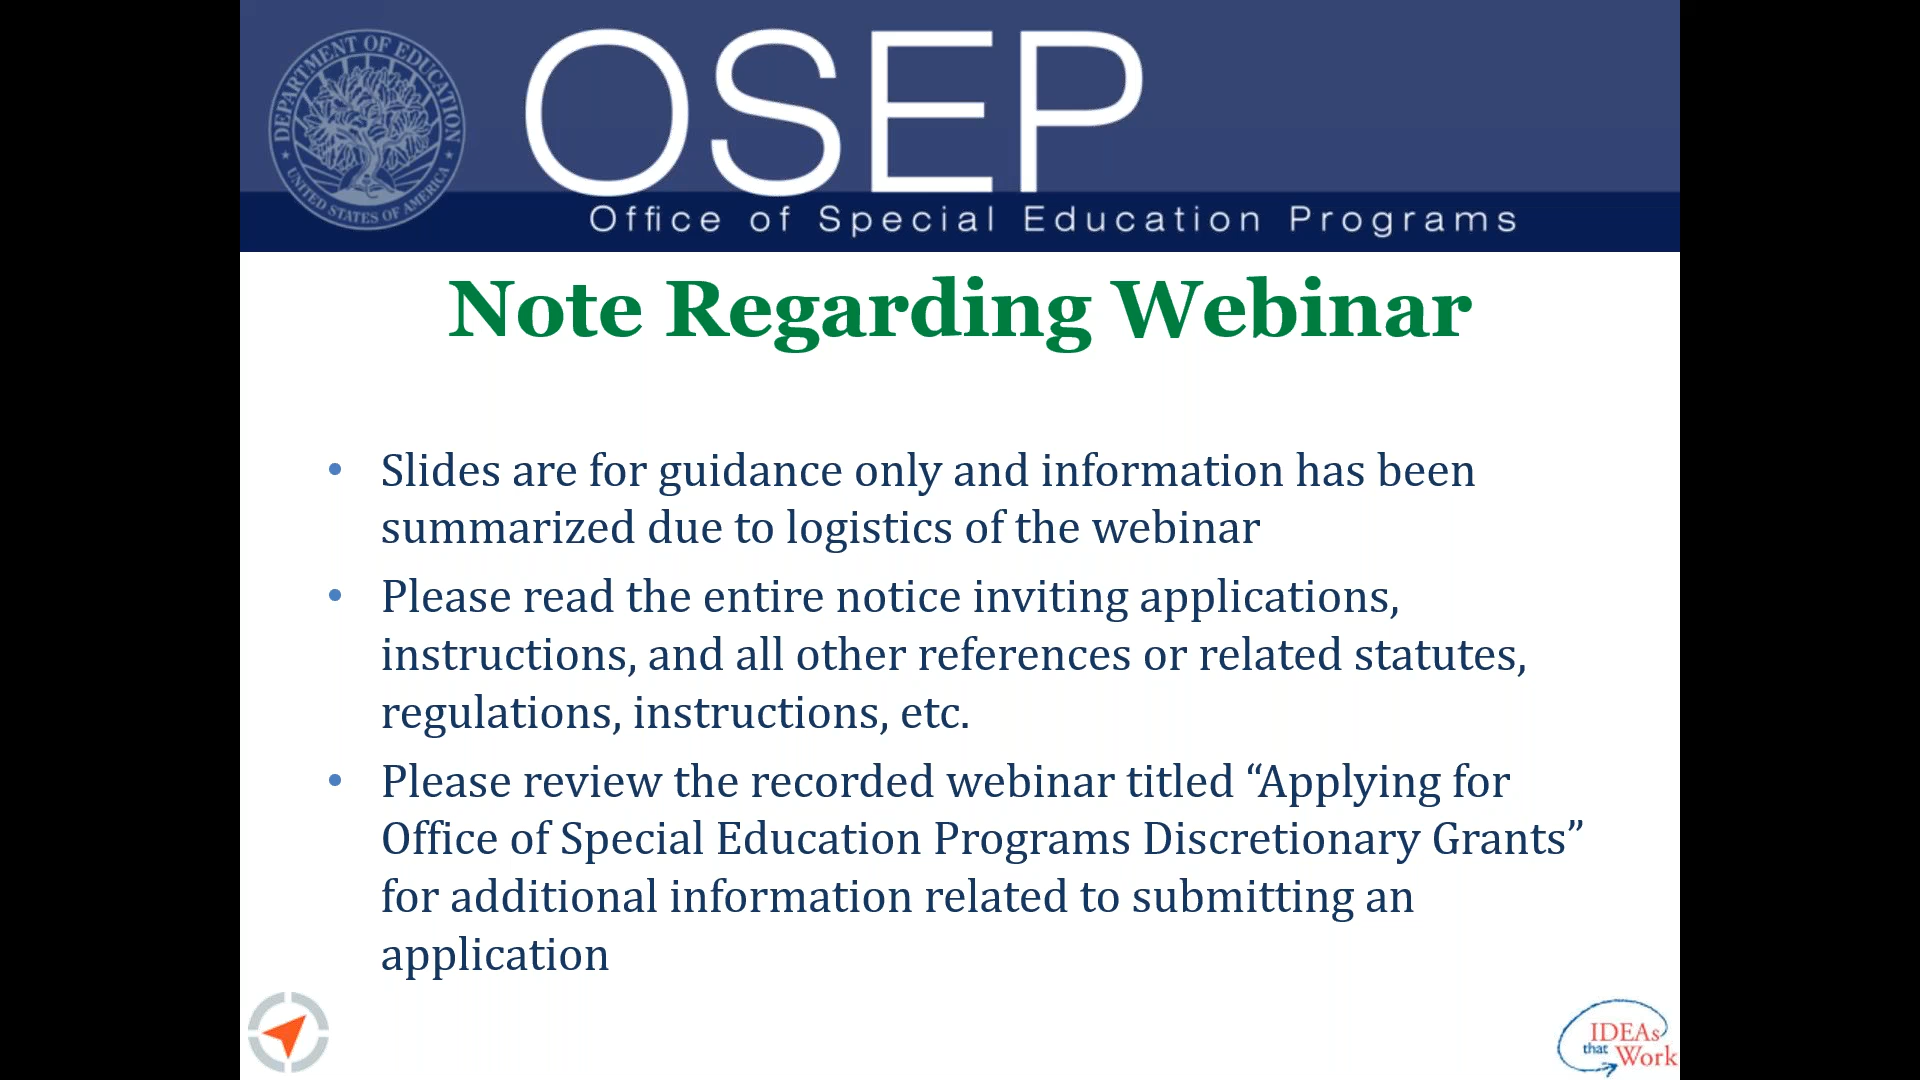 DEPARTMENT OF EDUCATION
UNITED STATES OF AMERICA
OSEP
Office of Special Education Programs
Note Regarding Webinar
• Slides are for guidance only and information has been
summarized due to logistics of the webinar
• Please read the entire notice inviting applications,
instructions, and all other references or related statutes,
regulations, instructions, etc.
• Please review the recorded webinar titled “Applying for
Office of Special Education Programs Discretionary Grants”
for additional information related to submitting an
application
IDEAs
that Work